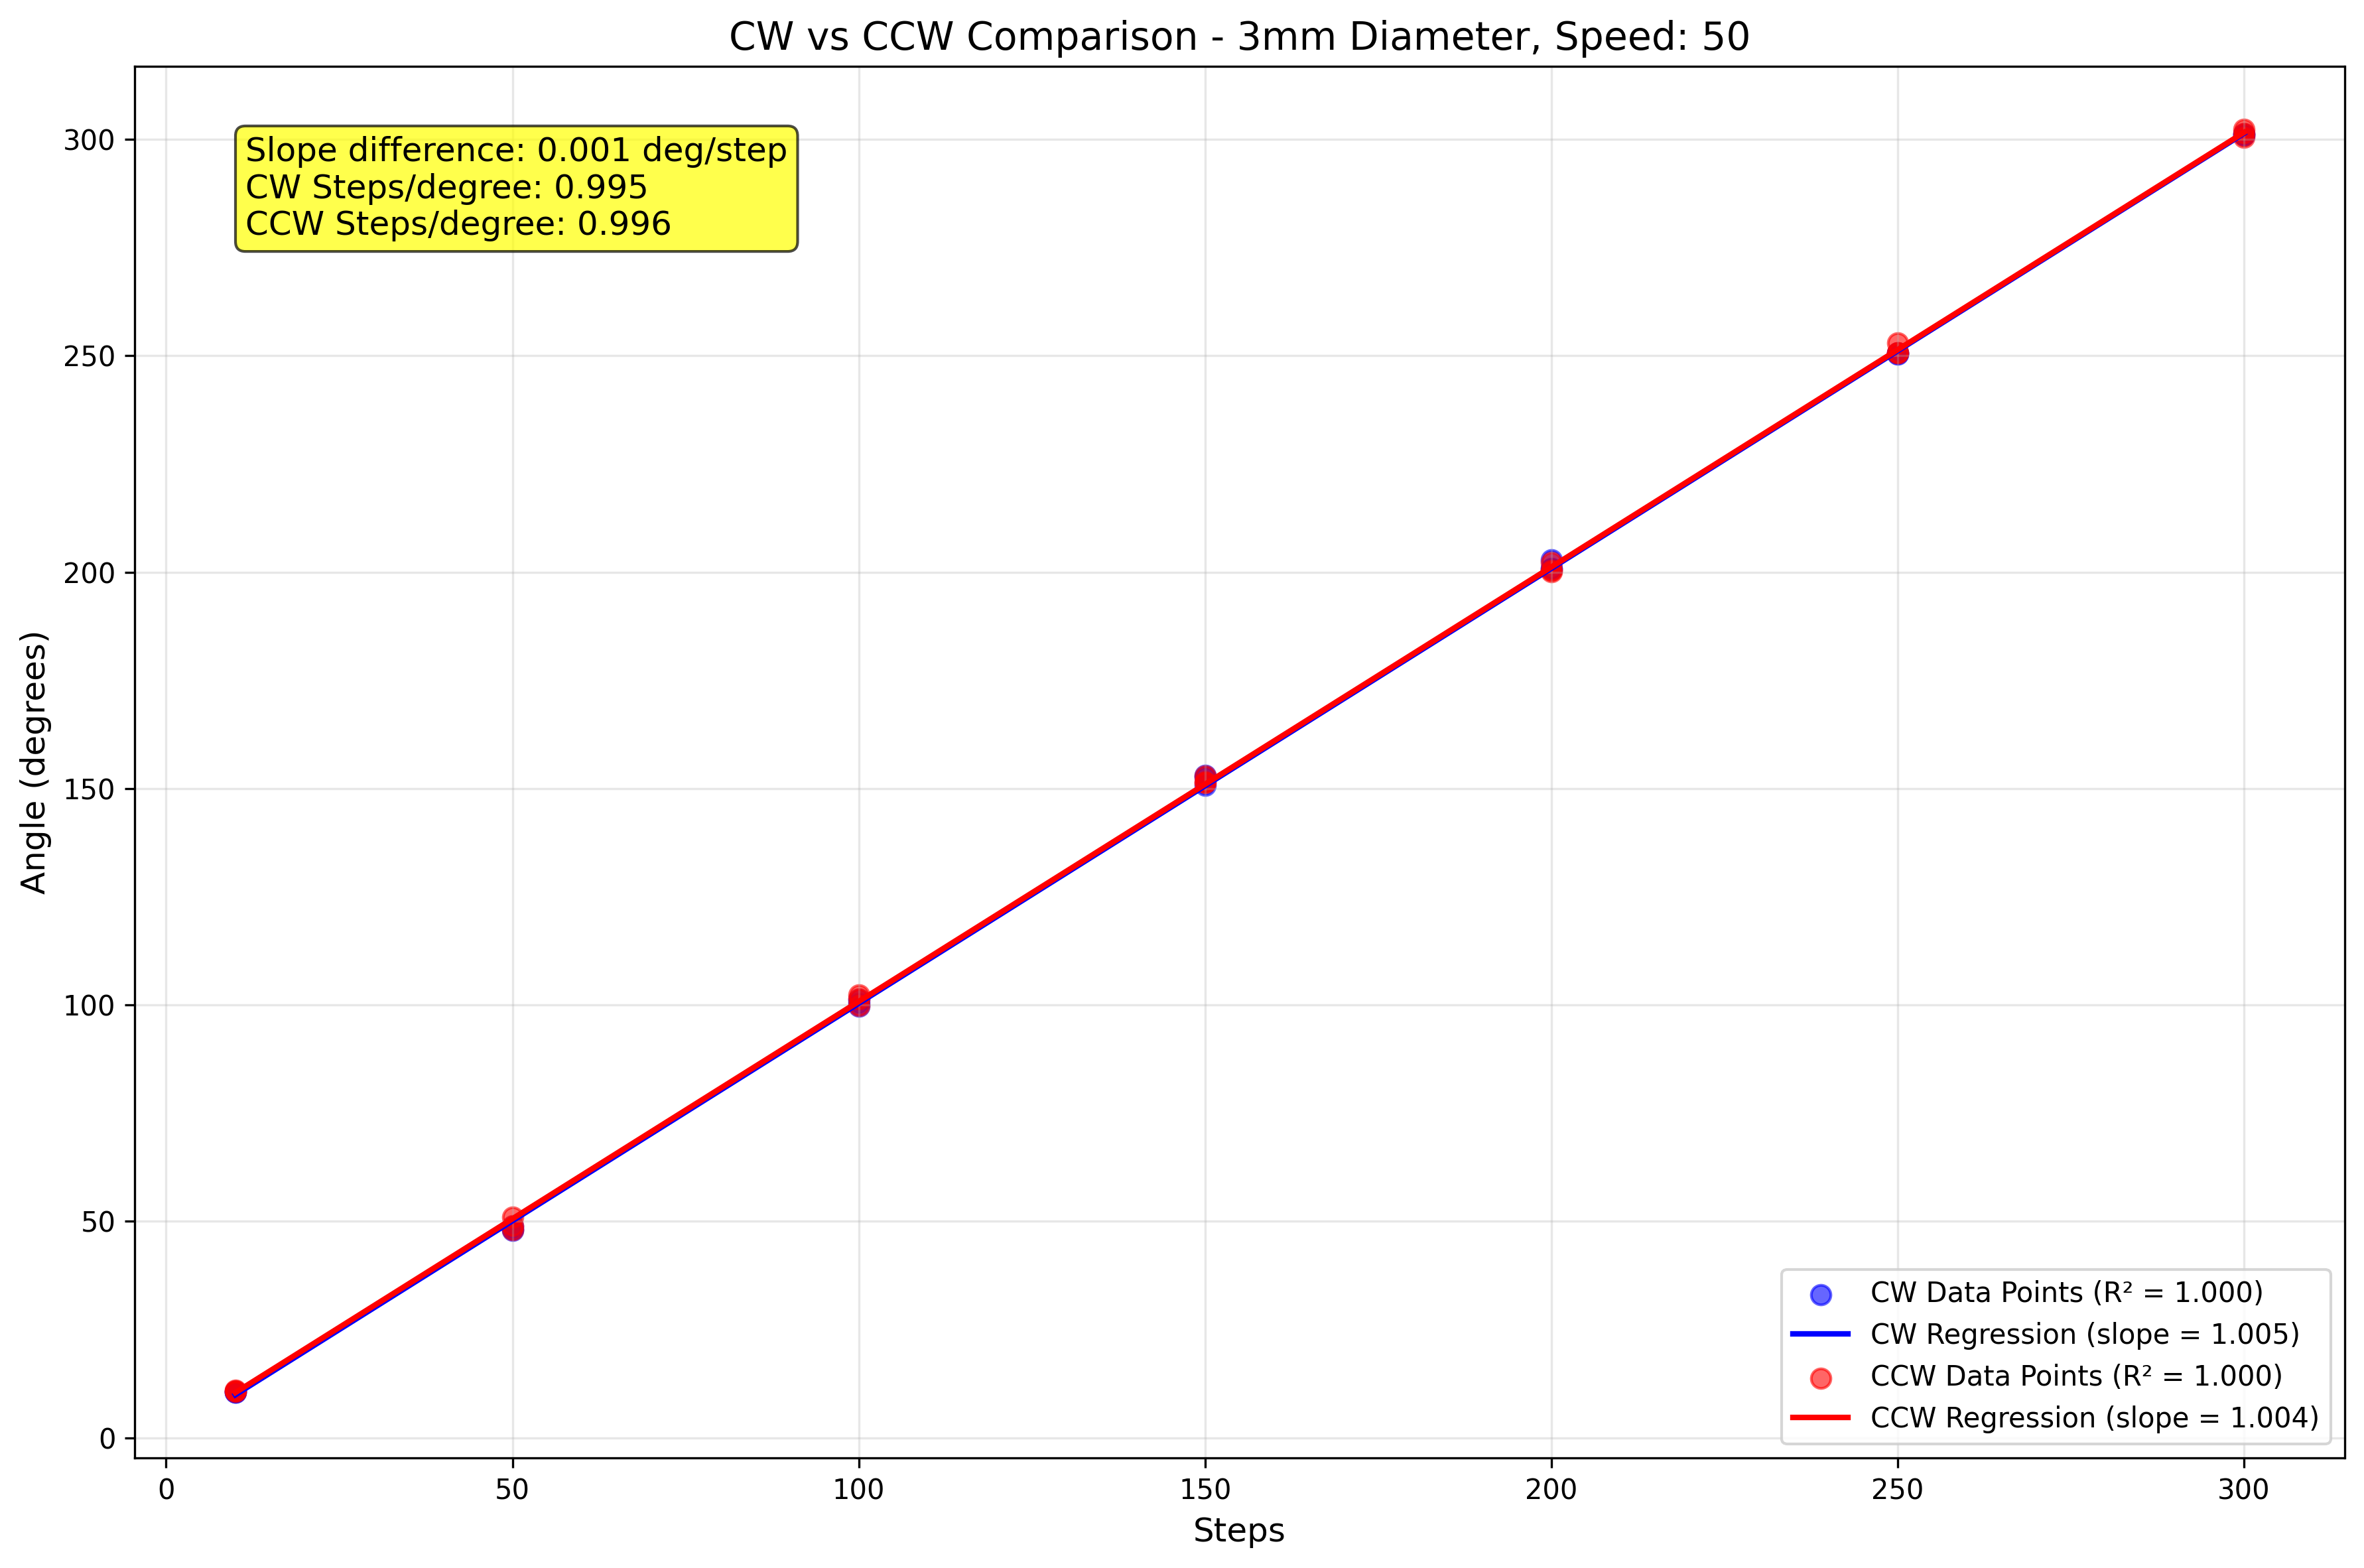 CW vs CCW Comparison - 3mm Diameter, Speed: 50
Slope difference: 0.001 deg/step
CW Steps/degree: 0.995
CCW Steps/degree: 0.996
Angle (degrees)
300
250
200
150
100
50
0
CW Data Points (R² = 1.000)
CW Regression (slope = 1.005)
CCW Data Points (R² = 1.000)
CCW Regression (slope = 1.004)
0 50 100 150 200 250 300
Steps